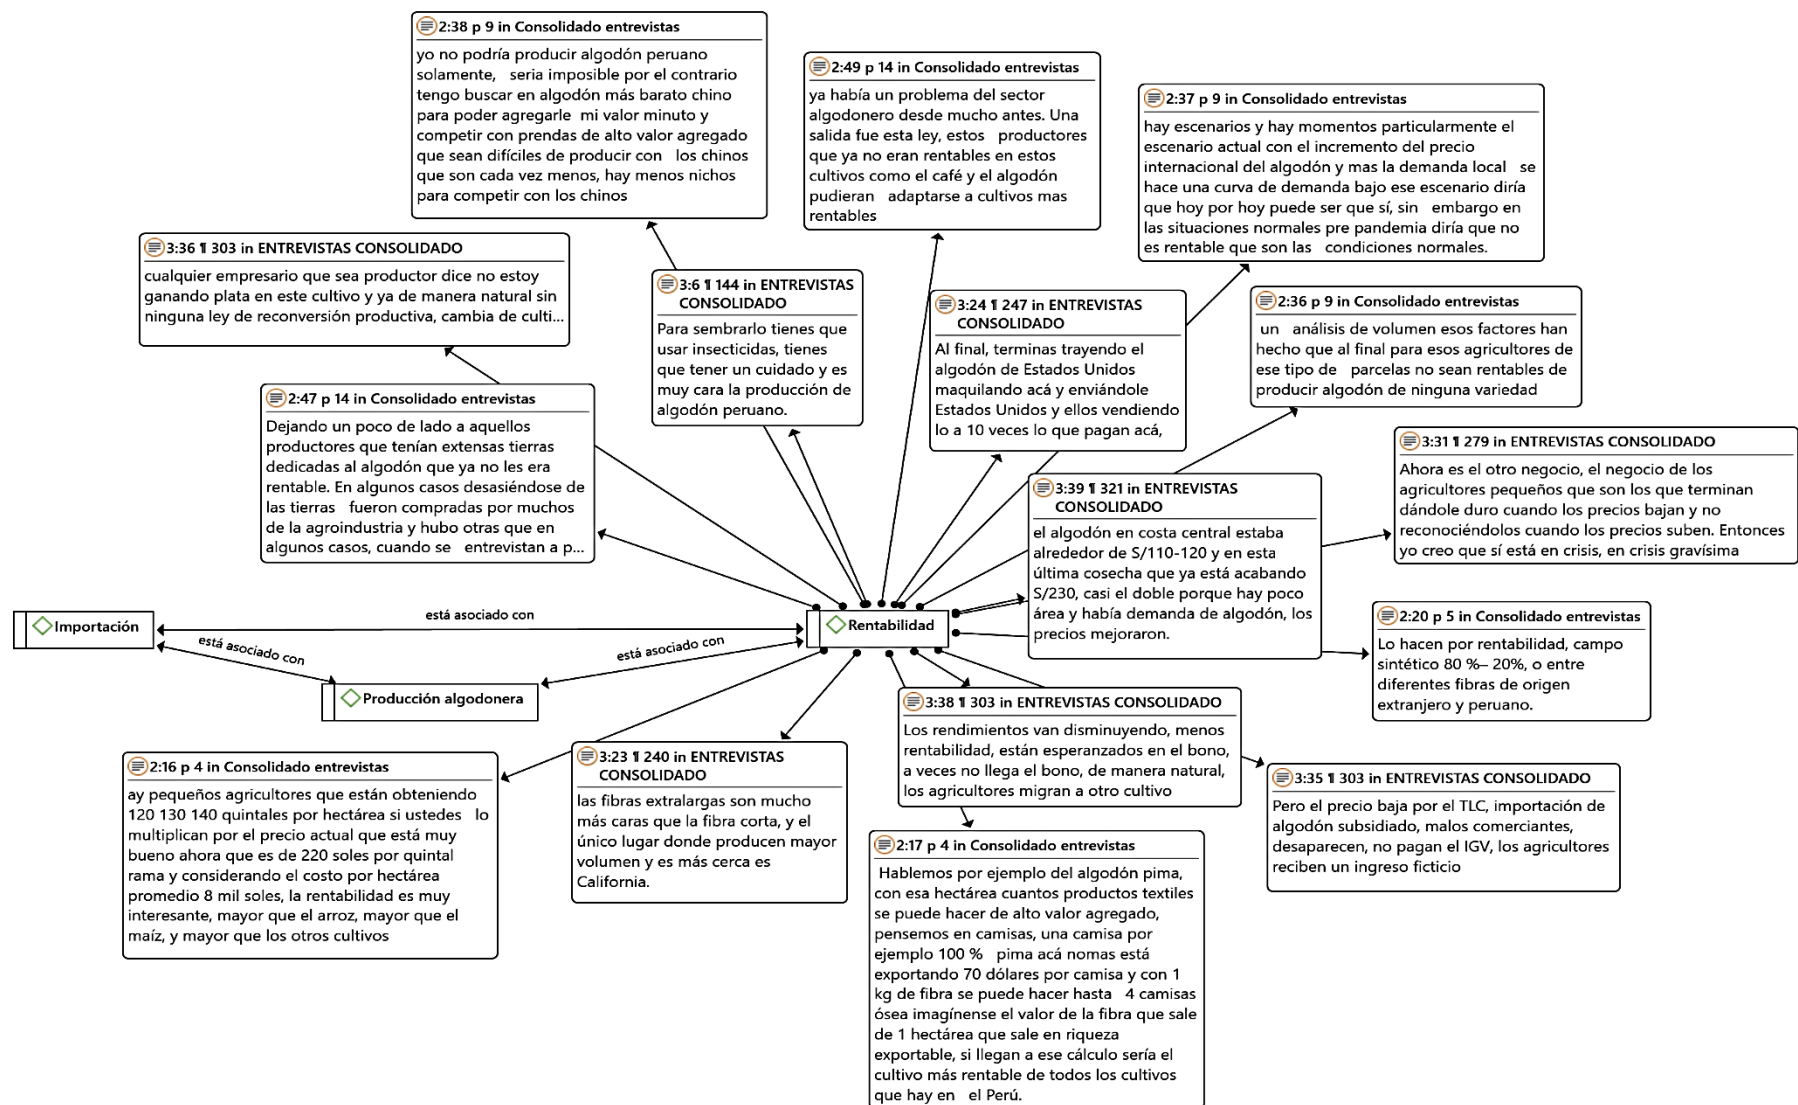 2:38 p 9 in Consolidado entrevistas
yo no podría producir algodón peruano
solamente, seria imposible por el contrario
tengo buscar en algodón más barato chino
para poder agregarle mi valor minuto y
competir con prendas de alto valor agregado
que sean difíciles de producir con los chinos
que son cada vez menos, hay menos nichos
para competir con los chinos
2:49 p 14 in Consolidado entrevistas
ya había un problema del sector
algodonero desde mucho antes. Una
salida fue esta ley, estos productores
que ya no eran rentables en estos
cultivos como el café y el algodón
pudieran adaptarse a cultivos mas
rentables
2:37 p 9 in Consolidado entrevistas
hay escenarios y hay momentos particularmente el
escenario actual con el incremento del precio
internacional del algodón y mas la demanda local se
hace una curva de demanda bajo ese escenario diría
que hoy por hoy puede ser que sí, sin embargo en
las situaciones normales pre pandemia diría que no
es rentable que son las condiciones normales.
3:36 ¶ 303 in ENTREVISTAS CONSOLIDADO
cualquier empresario que sea productor dice no estoy
ganando plata en este cultivo y ya de manera natural sin
ninguna ley de reconversión productiva, cambia de culti...
3:6 ¶ 144 in ENTREVISTAS
CONSOLIDADO
Para sembrarlo tienes que
usar insecticidas, tienes
que tener un cuidado y es
muy cara la producción de
algodón peruano.
3:24 ¶ 247 in ENTREVISTAS
CONSOLIDADO
Al final, terminas trayendo el
algodón de Estados Unidos
maquilando acá y enviándole
Estados Unidos y ellos vendiendo
lo a 10 veces lo que pagan acá,
2:36 p 9 in Consolidado entrevistas
un análisis de volumen esos factores han
hecho que al final para esos agricultores de
ese tipo de parcelas no sean rentables de
producir algodón de ninguna variedad
2:47 p 14 in Consolidado entrevistas
Dejando un poco de lado a aquellos
productores que tenían extensas tierras
dedicadas al algodón que ya no les era
rentable. En algunos casos desasiéndose de
las tierras fueron compradas por muchos
de la agroindustria y hubo otras que en
algunos casos, cuando se entrevistan a p...
3:39 ¶ 321 in ENTREVISTAS
CONSOLIDADO
el algodón en costa central estaba
alrededor de S/110-120 y en esta
última cosecha que ya está acabando
S/230, casi el doble porque hay poco
área y había demanda de algodón, los
precios mejoraron.
3:31 ¶ 279 in ENTREVISTAS CONSOLIDADO
Ahora es el otro negocio, el negocio de los
agricultores pequeños que son los que terminan
dándole duro cuando los precios bajan y no
reconociéndolos cuando los precios suben. Entonces
yo creo que sí está en crisis, en crisis gravísima
Importación
está asociado con
está asociado con
está asociado con
Rentabilidad
Producción algodonera
2:20 p 5 in Consolidado entrevistas
Lo hacen por rentabilidad, campo
sintético 80 %– 20%, o entre
diferentes fibras de origen
extranjero y peruano.
2:16 p 4 in Consolidado entrevistas
ay pequeños agricultores que están obteniendo
120 130 140 quintales por hectárea si ustedes lo
multiplican por el precio actual que está muy
bueno ahora que es de 220 soles por quintal
rama y considerando el costo por hectárea
promedio 8 mil soles, la rentabilidad es muy
interesante, mayor que el arroz, mayor que el
maíz, y mayor que los otros cultivos
3:23 ¶ 240 in ENTREVISTAS
CONSOLIDADO
las fibras extralargas son mucho
más caras que la fibra corta, y el
único lugar donde producen mayor
volumen y es más cerca es
California.
3:38 ¶ 303 in ENTREVISTAS CONSOLIDADO
Los rendimientos van disminuyendo, menos
rentabilidad, están esperanzados en el bono,
a veces no llega el bono, de manera natural,
los agricultores migran a otro cultivo
3:35 ¶ 303 in ENTREVISTAS CONSOLIDADO
Pero el precio baja por el TLC, importación de
algodón subsidiado, malos comerciantes,
desaparecen, no pagan el IGV, los agricultores
reciben un ingreso ficticio
2:17 p 4 in Consolidado entrevistas
Hablemos por ejemplo del algodón pima,
con esa hectárea cuantos productos textiles
se puede hacer de alto valor agregado,
pensemos en camisas, una camisa por
ejemplo 100 % pima acá nomas está
exportando 70 dólares por camisa y con 1
kg de fibra se puede hacer hasta 4 camisas
ósea imagínense el valor de la fibra que sale
de 1 hectárea que sale en riqueza
exportable, si llegan a ese cálculo sería el
cultivo más rentable de todos los cultivos
que hay en el Perú.